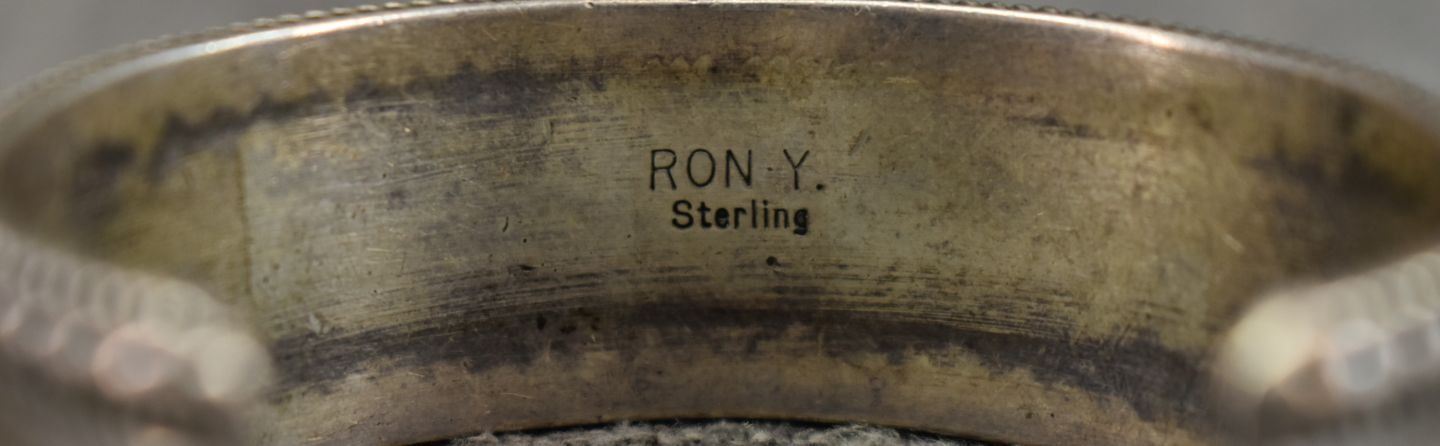 RON Y.
Sterling